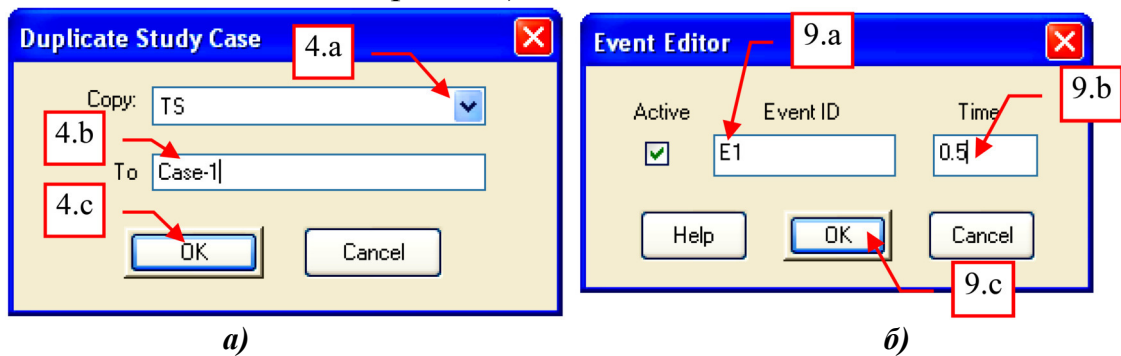 Duplicate Study Case
4.a
Copy:
TS
4.b
To
Case-1
4.c
OK
Cancel
а)
Event Editor
9.a
9.b
Active
Event ID
Time
E1
0.5
Help
OK
Cancel
9.c
б)